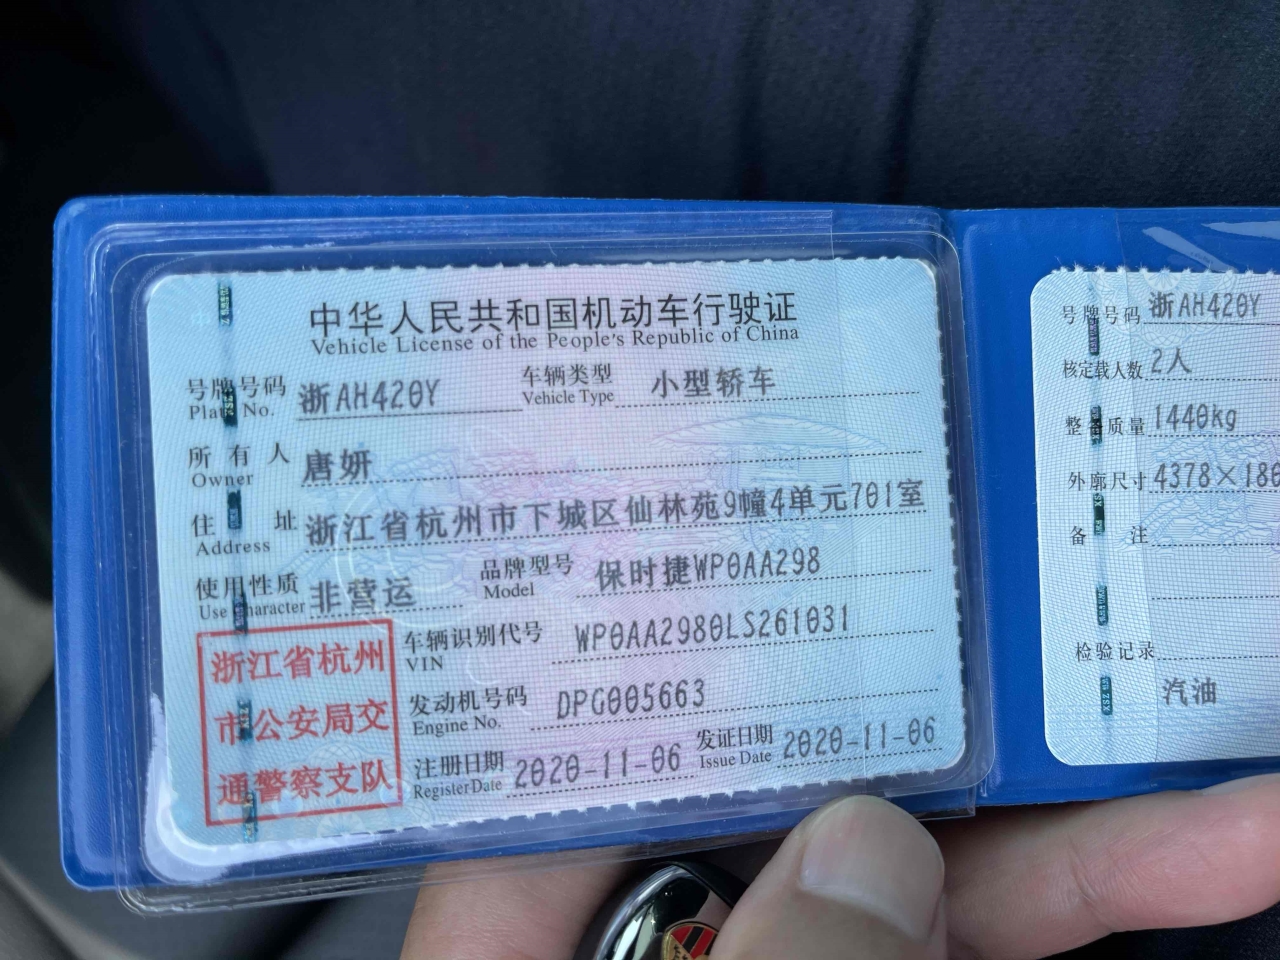 中华人民共和国机动车行驶证
Vehicle License of the People's Republic of China
号牌号码 浙AH420Y 车辆类型 小型轿车
Plate No. Vehicle Type
所有人 唐妍
Owner
住址 浙江省杭州市下城区仙林苑9幢4单元701室
Address
使用性质 非营运 品牌型号 保时捷WP0AA298
Use Character Model
车辆识别代号 WP0AA2980LS261031
VIN
发动机号码 DPG005663
Engine No.
注册日期 2020-11-06 发证日期 2020-11-06
Register Date Issue Date
浙江省杭州
市公安局交
通警察支队
号牌号码 浙AH420Y
核定载人数 2人
整备质量 1440kg
外廓尺寸 4378×18
备注
检验记录
汽油